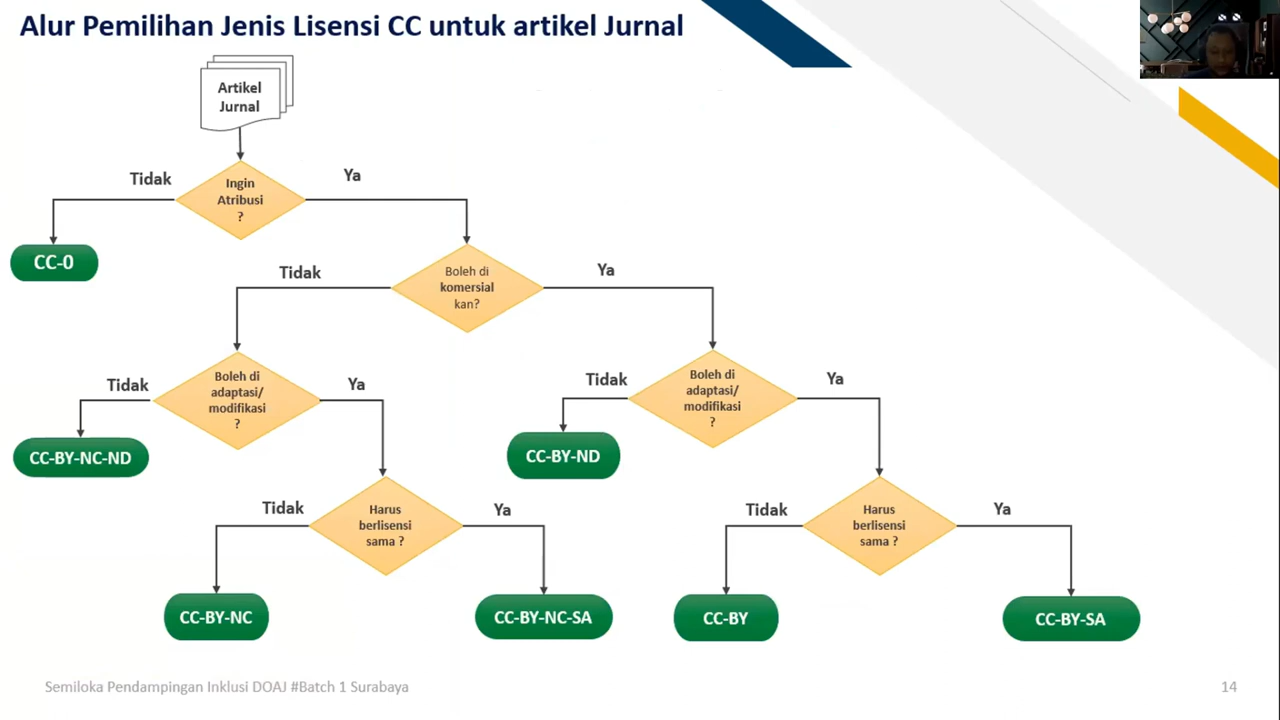 Alur Pemilihan Jenis Lisensi CC untuk artikel Jurnal
Artikel
Jurnal
Tidak
Ya
Ingin
Atribusi
?
CC-0
Tidak
Ya
Boleh di
komersial
kan?
Tidak
Ya
Boleh di
adaptasi/
modifikasi
?
Tidak
Ya
Boleh di
adaptasi/
modifikasi
?
CC-BY-NC-ND
CC-BY-ND
Tidak
Ya
Harus
berlisensi
sama ?
Tidak
Ya
Harus
berlisensi
sama ?
CC-BY-NC
CC-BY-NC-SA
CC-BY
CC-BY-SA
Semiloka Pendampingan Inklusi DOAJ #Batch 1 Surabaya
14